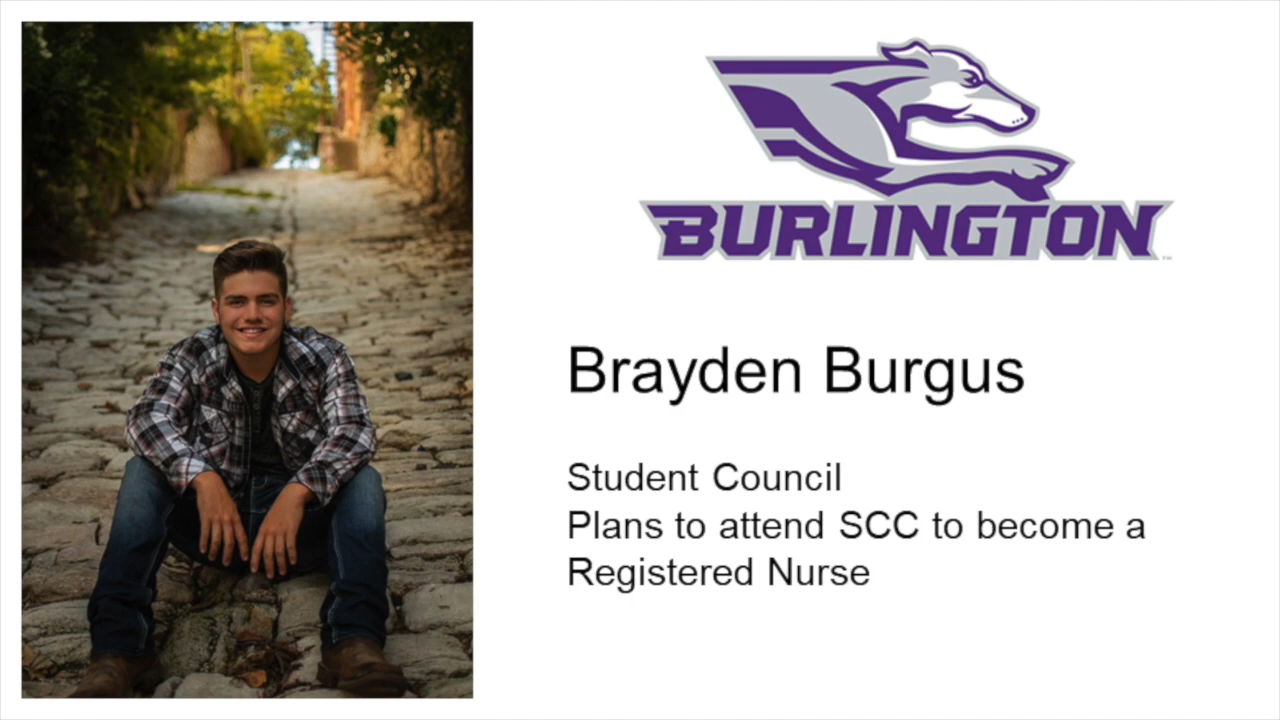 BURLINGTON
Brayden Burgus
Student Council
Plans to attend SCC to become a
Registered Nurse